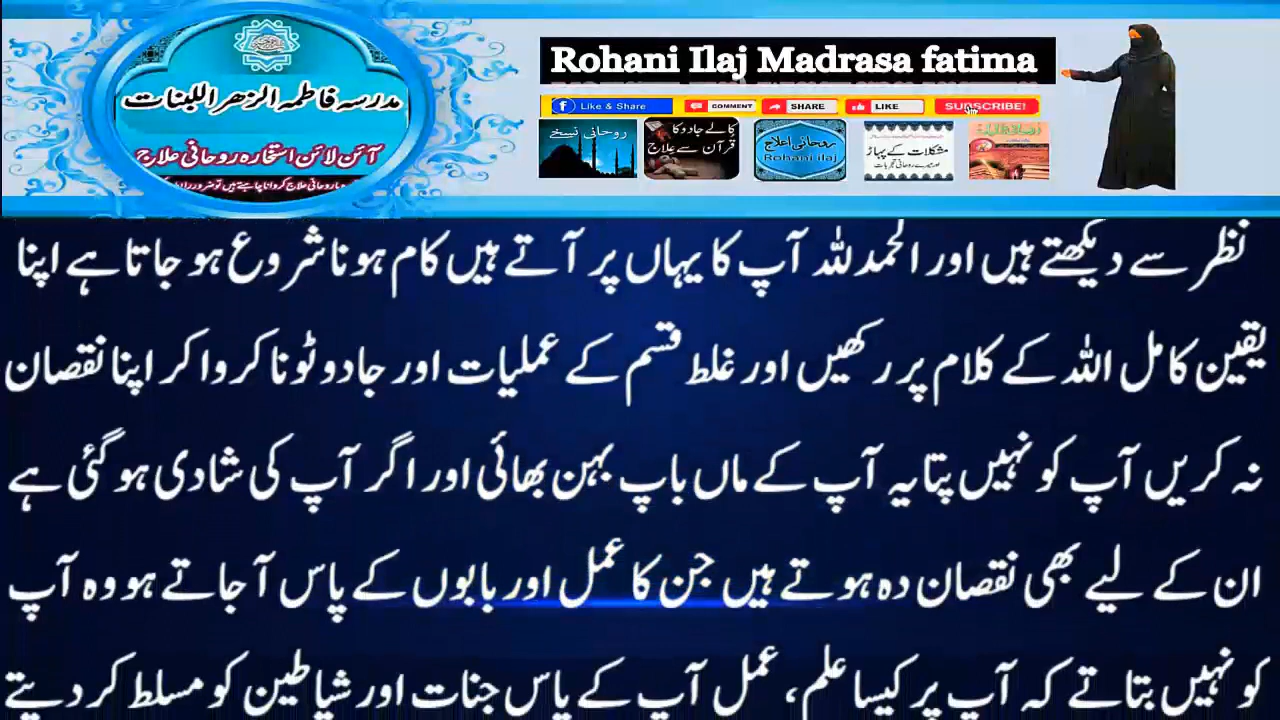 مدرسہ فاطمہ الزھرا للبنات
آئن لائن استخارہ روحانی علاج
Rohani Ilaj Madrasa fatima
Like & Share
COMMENT
SHARE
LIKE
SUBSCRIBE!
روحانی نسخے
کالے جادو کا
قرآن سے علاج
روحانی علاج
Rohani ilaj
مشکلات کے پہاڑ
نظر سے دیکھتے ہیں اور الحمدللہ آپ کا یہاں پر آتے ہیں کام ہونا شروع ہو جاتا ہے اپنا
یقین کامل اللہ کے کلام پر رکھیں اور غلط قسم کے عملیات اور جادو ٹونا کروا کر اپنا نقصان
نہ کریں آپ کو نہیں پتا یہ آپ کے ماں باپ بہن بھائی اور اگر آپ کی شادی ہو گئی ہے
ان کے لیے بھی نقصان دہ ہوتے ہیں جن کا عمل اور بابوں کے پاس آ جاتے ہو وہ آپ
کو نہیں بتاتے کہ آپ پر کیسا علم، عمل آپ کے پاس جنات اور شیاطین کو مسلط کر دیتے